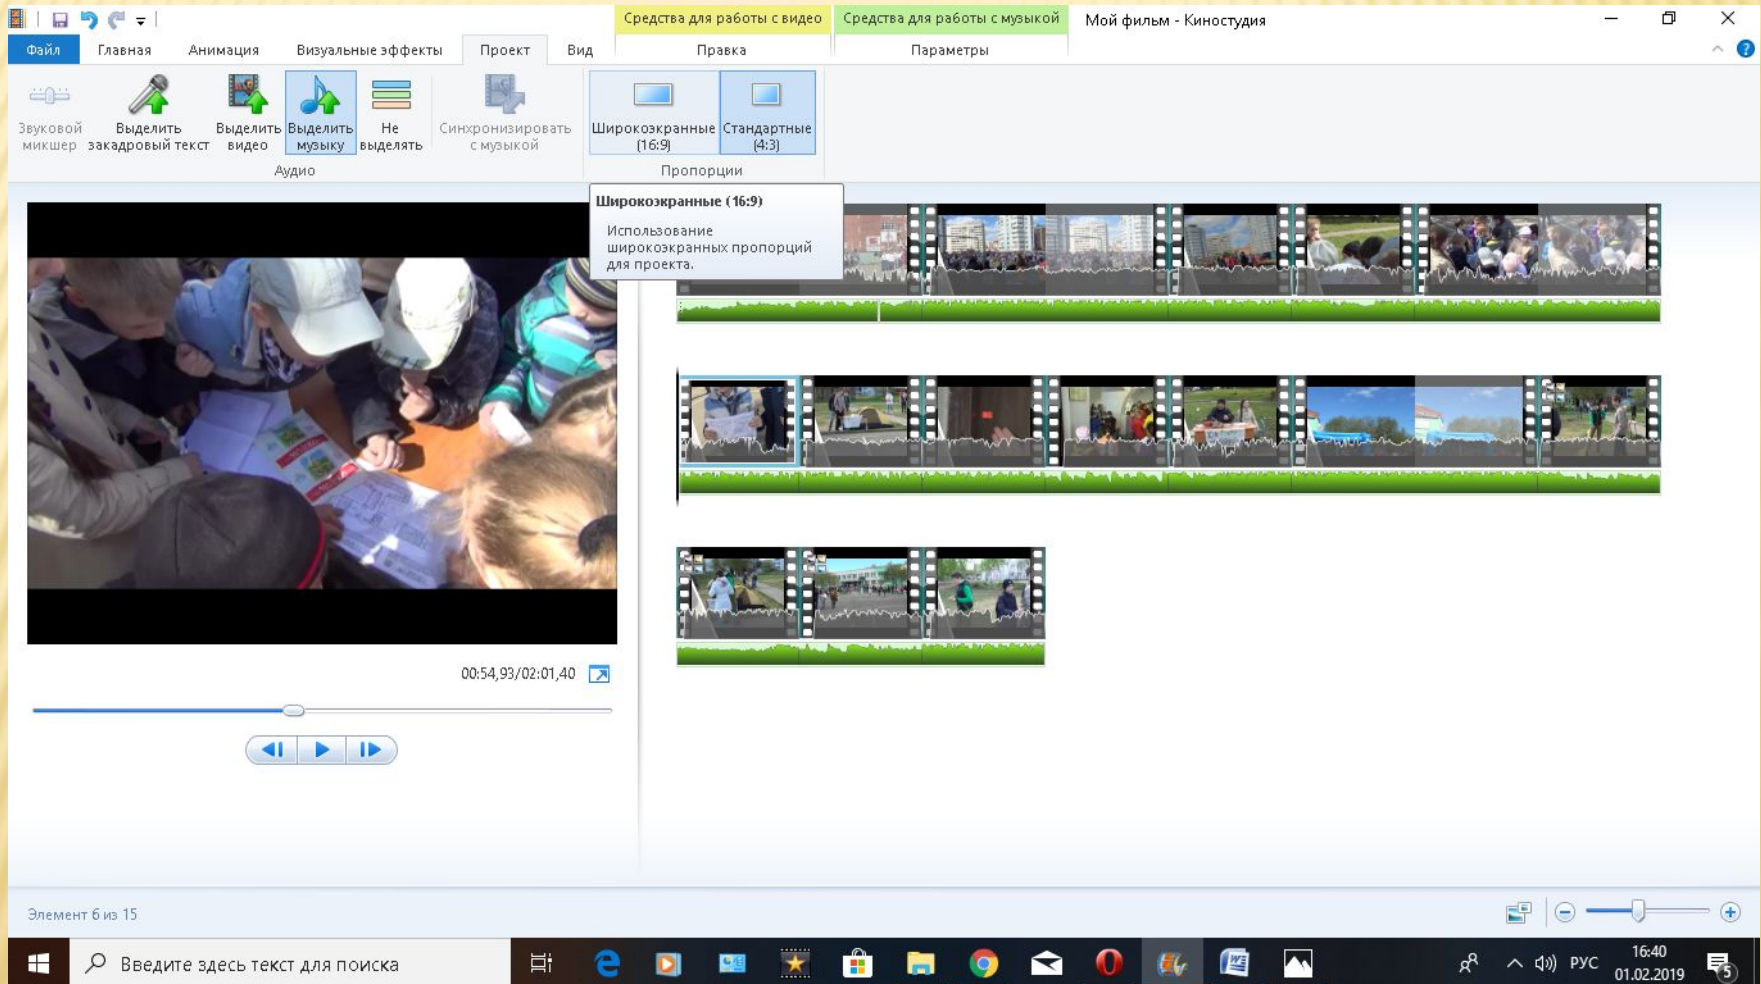 Средства для работы с видео
Средства для работы с музыкой
Мой фильм - Киностудия
Файл
Главная
Анимация
Визуальные эффекты
Проект
Вид
Правка
Параметры
Звуковой
микшер
Выделить
закадровый текст
Выделить
видео
Выделить
музыку
Не
выделять
Синхронизировать
с музыкой
Широкоэкранные
(16:9)
Стандартные
(4:3)
Аудио
Пропорции
Широкоэкранные (16:9)
Использование
широкоэкранных пропорций
для проекта.
00:54,93/02:01,40
Элемент 6 из 15
Введите здесь текст для поиска
РУС
16:40
01.02.2019
5